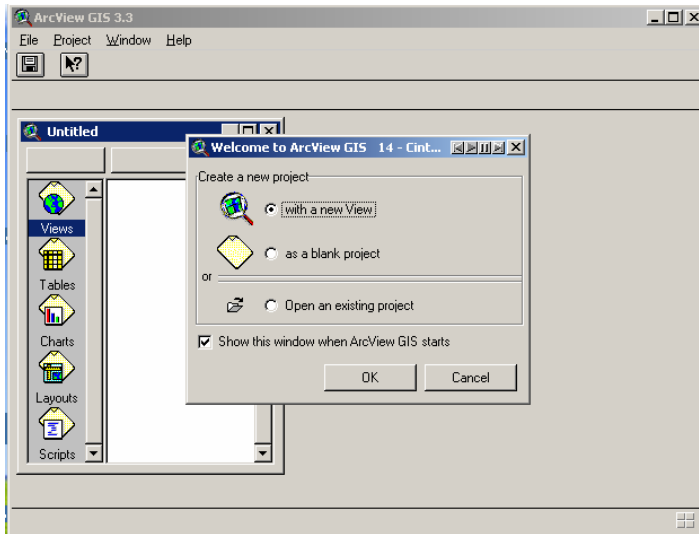 ArcView GIS 3.3
File Project Window Help
Untitled
Welcome to ArcView GIS 14 - Cint...
Create a new project
with a new View
as a blank project
or
Open an existing project
Show this window when ArcView GIS starts
OK Cancel
Views
Tables
Charts
Layouts
Scripts